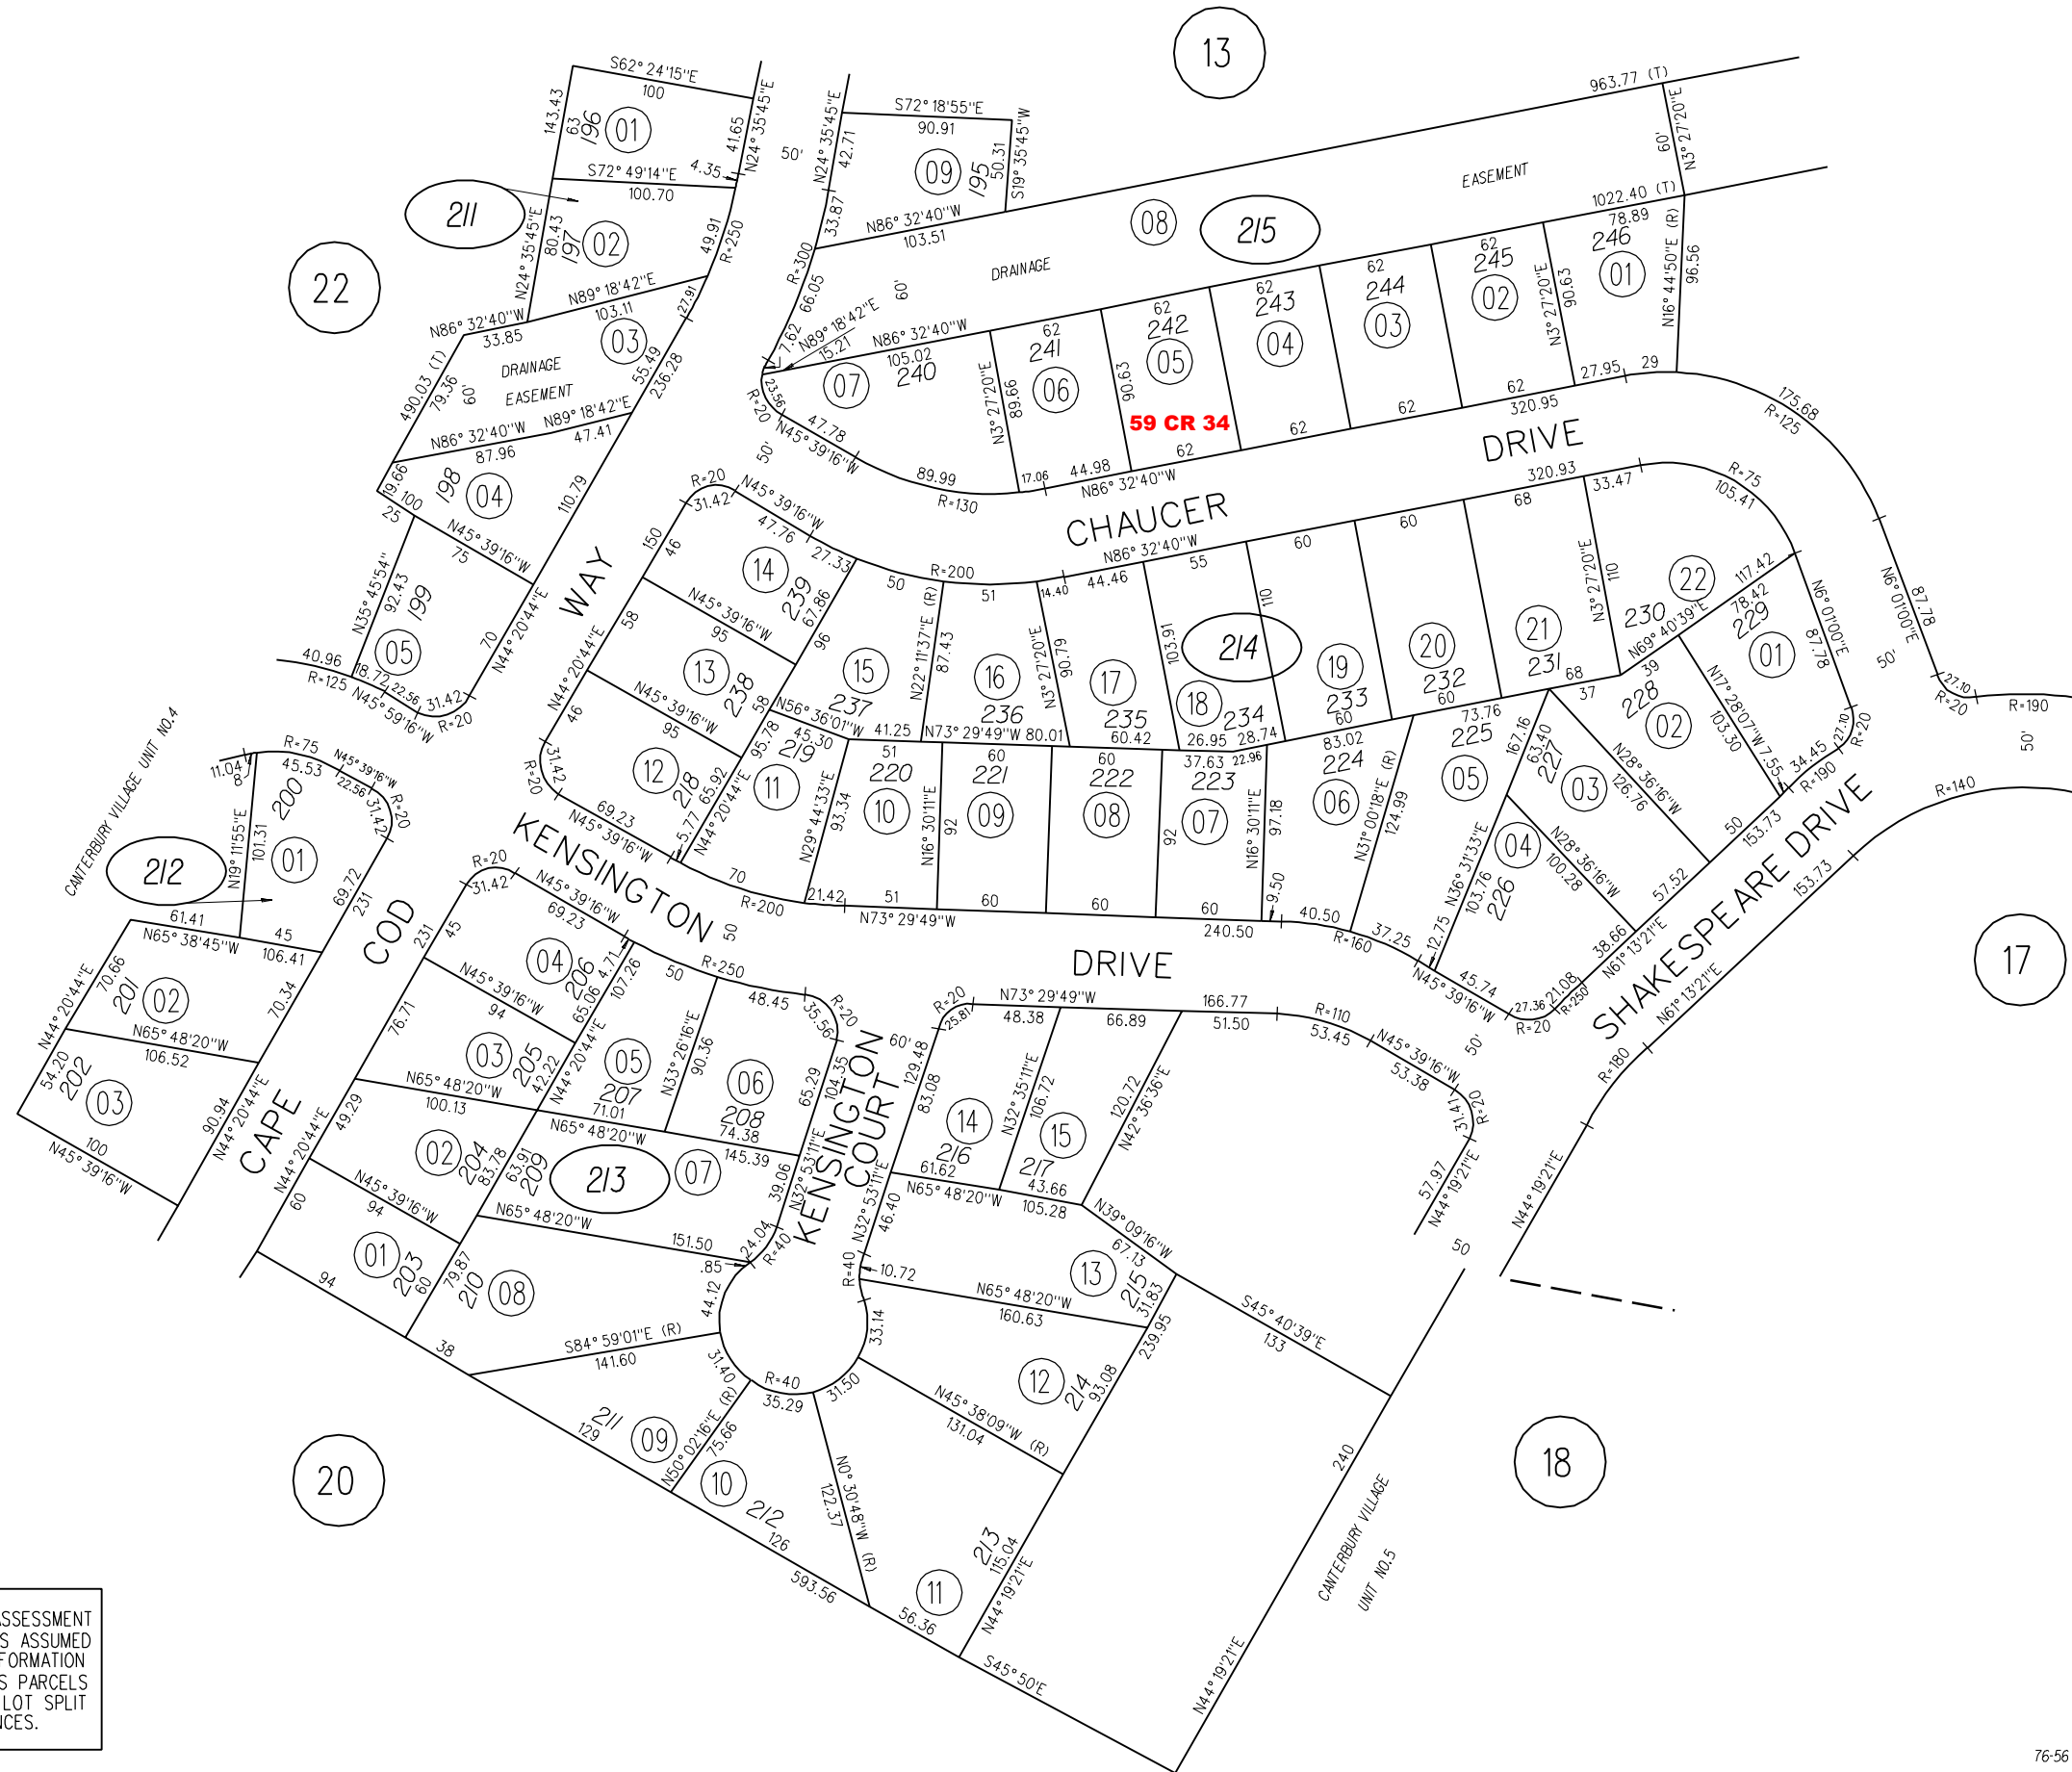 13
22
20
18
17
S62° 24'15"E
100
143.43
63
196
01
41.65
N24° 35'45"E
S72° 49'14"E
4.35
100.70
211
N24° 35'45"E
80.43
197
02
49.91
R=250
N89° 18'42"E
103.11
27.91
N86° 32'40"W
33.85
03
DRAINAGE
EASEMENT
490.03 (T)
79.36
60'
55.49
236.28
N89° 18'42"E
47.41
N86° 32'40"W
87.96
19.66
198
04
100
25
N45° 39'16"W
75
110.79
N35° 45'54"
92.43
199
05
70
N44° 20'44"E
40.96
R=125
18.72
22.56
N45° 59'16"W
31.42
R=20
50'
N24° 35'45"E
42.71
33.87
S72° 18'55"E
90.91
09
195
50.31
S19° 35'45"W
N86° 32'40"W
103.51
R=300
66.05
7.62
60'
DRAINAGE
EASEMENT
08
215
963.77 (T)
60'
N3° 27'20"E
1022.40 (T)
78.89
N89° 18'42"E
15.21
N86° 32'40"W
105.02
07
240
23.56
R=20
47.78
N45° 39'16"W
89.99
R=130
N3° 27'20"E
89.66
62
241
06
17.06
44.98
90.63
62
242
05
59 CR 34
62
N86° 32'40"W
62
243
04
62
62
244
03
62
62
245
02
62
320.95
N3° 27'20"E
90.63
246
01
N16° 44'50"E (R)
96.56
27.95
29
175.68
R=125
N6° 01'00"E
87.78
27.10
R=20
R=190
50'
50'
CHAUCER
DRIVE
WAY
50'
R=20
31.42
N45° 39'16"W
47.76
27.33
150
46
14
239
67.86
N45° 39'16"W
95
58
13
238
96
58
N44° 20'44"E
46
N45° 39'16"W
95
12
218
65.92
95.78
31.42
R=20
69.23
N45° 39'16"W
5.77
N44° 20'44"E
50
R=200
51
14.40
44.46
N86° 32'40"W
55
60
60
68
320.93
33.47
R=75
105.41
15
237
N22° 11'37"E (R)
87.43
16
236
N3° 27'20"E
90.79
17
235
103.91
18
234
214
110
19
233
60
20
232
60
21
231
N3° 27'20"E
110
22
230
117.42
78.42
N69° 40'39"E
39
68
37
229
01
N6° 01'00"E
87.78
27.10
R=20
N17° 28'07"W
103.30
7.55
34.45
R=190
228
02
N28° 36'16"W
126.76
50
153.73
227
03
167.16
63.40
N28° 36'16"W
100.28
57.52
04
226
103.76
N36° 31'33"E
12.75
38.66
N61° 13'21"E
21.08
R=250
27.36
R=20
73.76
225
05
83.02
224
06
N31° 00'18"E (R)
124.99
N56° 36'01"W
45.30
219
11
41.25
N73° 29'49"W
80.01
60.42
26.95
28.74
51
220
10
N29° 44'33"E
93.34
60
221
09
N16° 30'11"E
92
60
222
08
37.63
22.96
223
07
92
N16° 30'11"E
97.18
9.50
70
R=200
21.42
51
60
60
60
N73° 29'49"W
240.50
40.50
R=160
37.25
45.74
N45° 39'16"W
KENSINGTON
DRIVE
SHAKESPEARE DRIVE
50
R=140
153.73
N61° 13'21"E
R=180
N44° 19'21"E
50'
50
CANTERBURY VILLAGE UNIT NO.4
11.04
8
R=75
45.53
N45° 39'16"W
22.56
31.42
R=20
200
01
N19° 11'55"E
101.31
212
69.72
231
61.41
N65° 38'45"W
45
106.41
70.66
N44° 20'44"E
201
02
70.34
N65° 48'20"W
106.52
54.20
202
03
90.94
N44° 20'44"E
100
N45° 39'16"W
CAPE
COD
R=20
31.42
N45° 39'16"W
69.23
231
45
04
206
65.06
4.71
107.26
N45° 39'16"W
94
76.71
03
205
42.22
N44° 20'44"E
N65° 48'20"W
100.13
49.29
N44° 20'44"E
02
204
83.78
N45° 39'16"W
94
60
01
203
60
94
50
R=250
48.45
35.56
R=20
05
207
N33° 26'16"E
90.36
71.01
N65° 48'20"W
06
208
74.38
145.39
65.29
104.35
63.91
209
213
07
39.06
N32° 53'11"E
N65° 48'20"W
151.50
24.04
R=40
.85
79.87
210
08
44.12
38
S84° 59'01"E (R)
141.60
31.40
211
129
09
N50° 02'16"E (R)
75.66
R=40
35.29
31.50
10
212
126
N0° 30'48"W (R)
122.37
593.56
11
213
115.04
56.36
N44° 19'21"E
S45° 50'E
KENSINGTON
COURT
60'
R=20
25.81
N73° 29'49"W
48.38
66.89
166.77
51.50
R=110
53.45
N45° 39'16"W
53.38
31.41
R=20
57.97
N44° 19'21"E
129.48
83.08
14
216
N32° 35'11"E
106.72
15
217
120.72
N42° 36'36"E
61.62
N65° 48'20"W
43.66
105.28
N32° 53'11"E
46.40
R=40
10.72
N39° 09'16"W
67.13
13
215
31.83
N65° 48'20"W
160.63
239.95
33.14
12
214
93.08
N45° 38'09"W (R)
131.04
S45° 40'39"E
133
240
N44° 19'21"E
CANTERBURY VILLAGE
UNIT NO.5
ASSESSMENT
S ASSUMED
FORMATION
S PARCELS
LOT SPLIT
NCES.
76-56